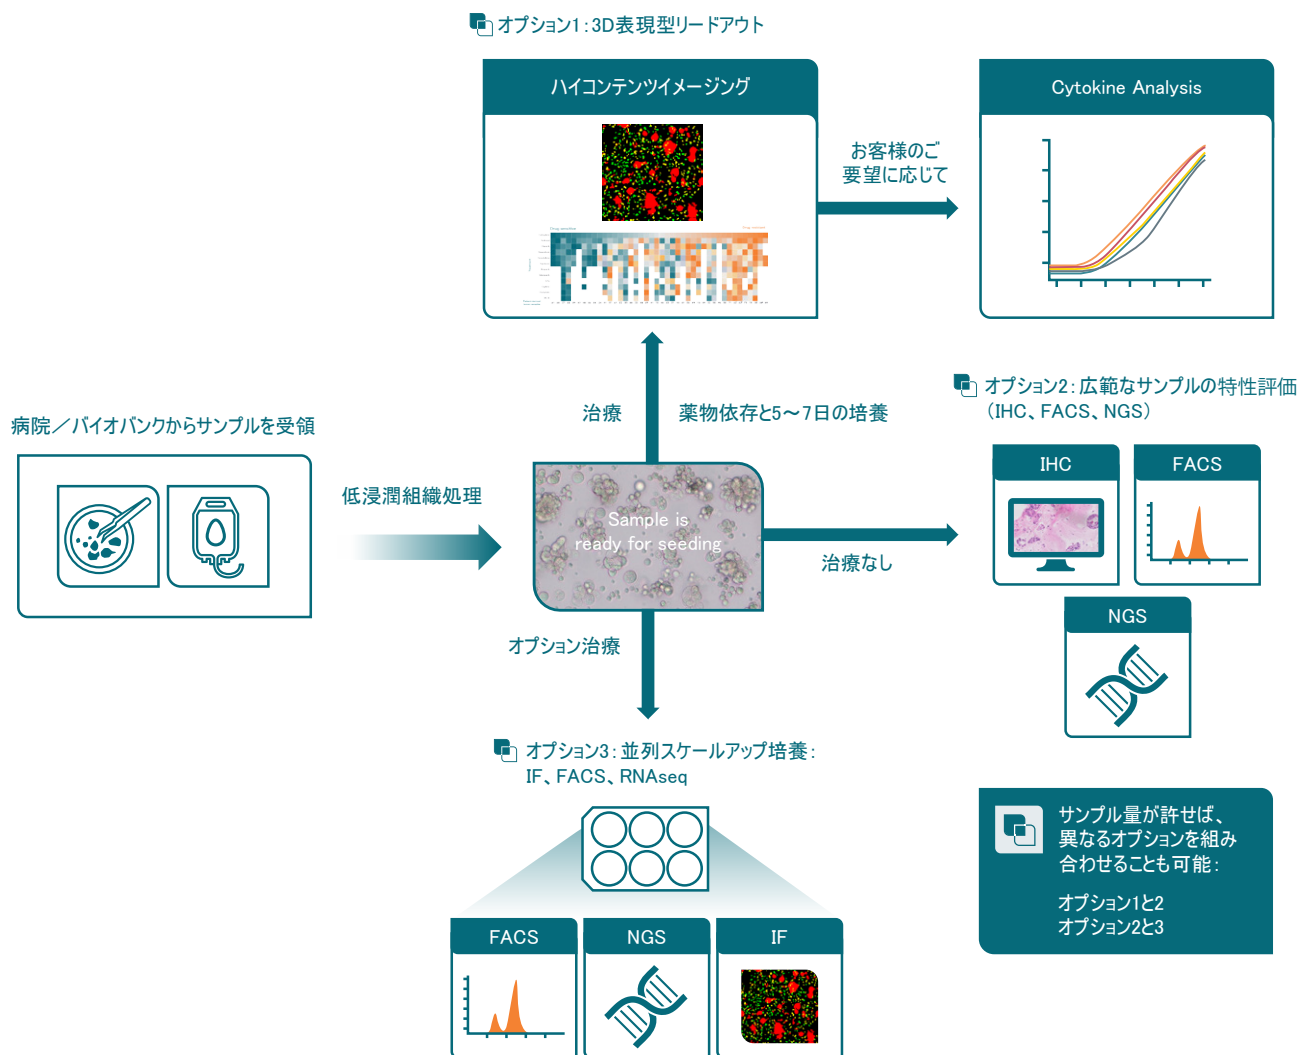 オプション1：3D表現型リードアウト
ハイコンテンツイメージング
Cytokine Analysis
お客様のご
要望に応じて
治療
薬物依存と5～7日の培養
オプション2：広範なサンプルの特性評価
（IHC、FACS、NGS）
病院／バイオバンクからサンプルを受領
低浸潤組織処理
Sample is
ready for seeding
治療なし
IHC
FACS
NGS
オプション治療
オプション3：並列スケールアップ培養：
IF、FACS、RNAseq
FACS
NGS
IF
サンプル量が許せば、
異なるオプションを組み
合わせることも可能：
オプション1と2
オプション2と3